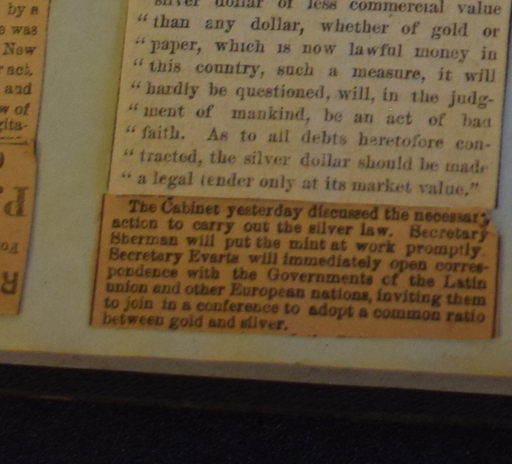 by a
was
New
act,
and
w of
silver dollar of less commercial value
“ than any dollar, whether of gold or
“ paper, which is now lawful money in
“ this country, such a measure, it will
“ hardly be questioned, will, in the judg-
“ ment of mankind, be an act of bad
“ faith. As to all debts heretofore con-
“ tracted, the silver dollar should be made
“ a legal tender only at its market value.”
The Cabinet yesterday discussed the necessary
action to carry out the silver law. Secretary
Sherman will put the mint at work promptly.
Secretary Evarts will immediately open corres-
pondence with the Governments of the Latin
union and other European nations, inviting them
to join in a conference to adopt a common ratio
between gold and silver.